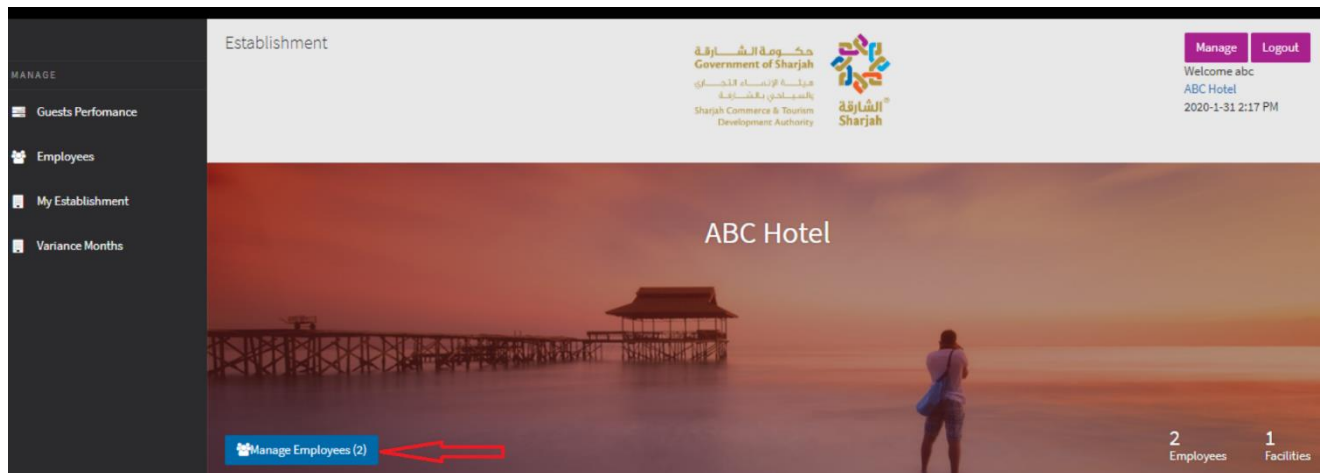 Establishment
حكومة الشارقة
Government of Sharjah
هيئة الإنماء التجاري
والسياحي بالشارقة
Sharjah Commerce & Tourism
Development Authority
الشارقة
Sharjah
Manage Logout
Welcome abc
ABC Hotel
2020-1-31 2:17 PM
MANAGE
Guests Perfomance
Employees
My Establishment
Variance Months
ABC Hotel
Manage Employees (2)
2 Employees
1 Facilities